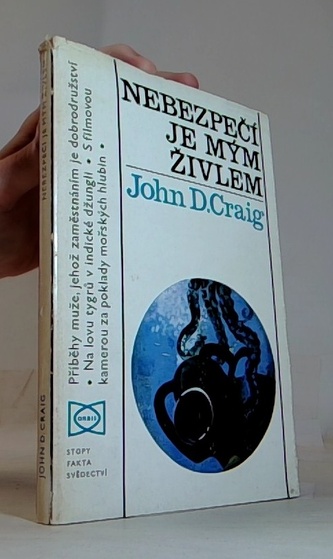 NEBEZPEČÍ
JE MÝM
ŽIVLEM
John D. Craig
Příběhy muže, jehož zaměstnáním je dobrodružství
• Na lovu tygrů v indické džungli • S filmovou
kamerou za poklady mořských hlubin •
ORBIS
STOPY
FAKTA
SVĚDECTVÍ
JOHN D. CRAIG
NEBEZPEČÍ JE MÝM ŽIVLEM